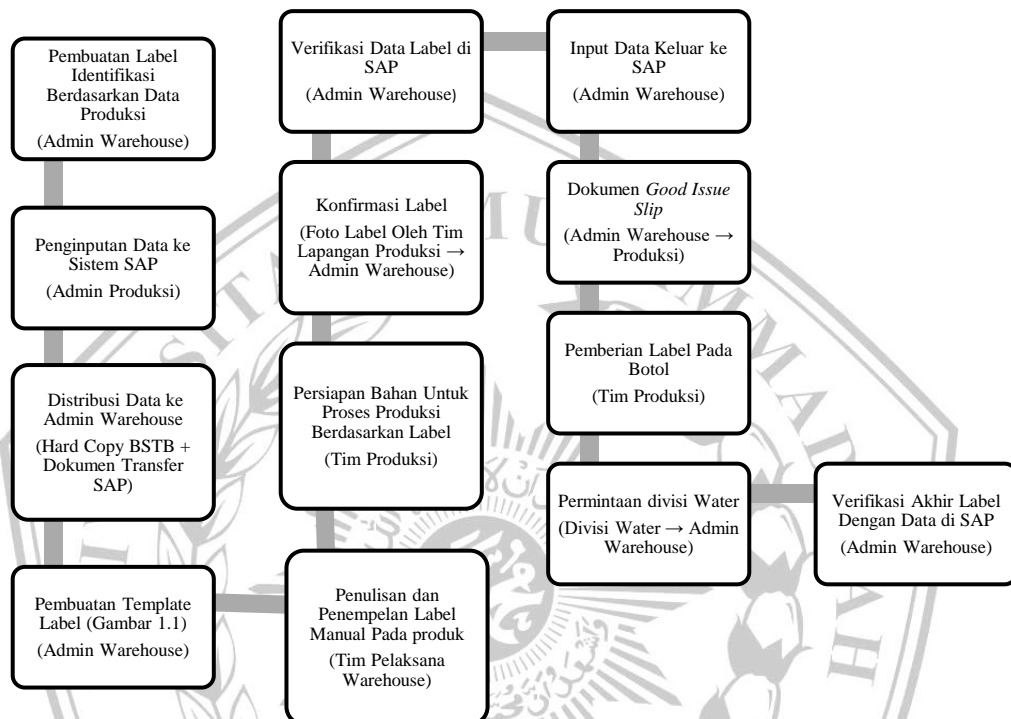 Pembuatan Label
Identifikasi
Berdasarkan Data
Produksi
(Admin Warehouse)
Penginputan Data ke
Sistem SAP
(Admin Produksi)
Distribusi Data ke
Admin Warehouse
(Hard Copy BSTB +
Dokumen Transfer
SAP)
Pembuatan Template
Label (Gambar 1.1)
(Admin Warehouse)
Penulisan dan
Penempelan Label
Manual Pada produk
(Tim Pelaksana
Warehouse)
Persiapan Bahan Untuk
Proses Produksi
Berdasarkan Label
(Tim Produksi)
Konfirmasi Label
(Foto Label Oleh Tim
Lapangan Produksi →
Admin Warehouse)
Verifikasi Data Label di
SAP
(Admin Warehouse)
Input Data Keluar ke
SAP
(Admin Warehouse)
Dokumen Good Issue
Slip
(Admin Warehouse →
Produksi)
Pemberian Label Pada
Botol
(Tim Produksi)
Permintaan divisi Water
(Divisi Water → Admin
Warehouse)
Verifikasi Akhir Label
Dengan Data di SAP
(Admin Warehouse)